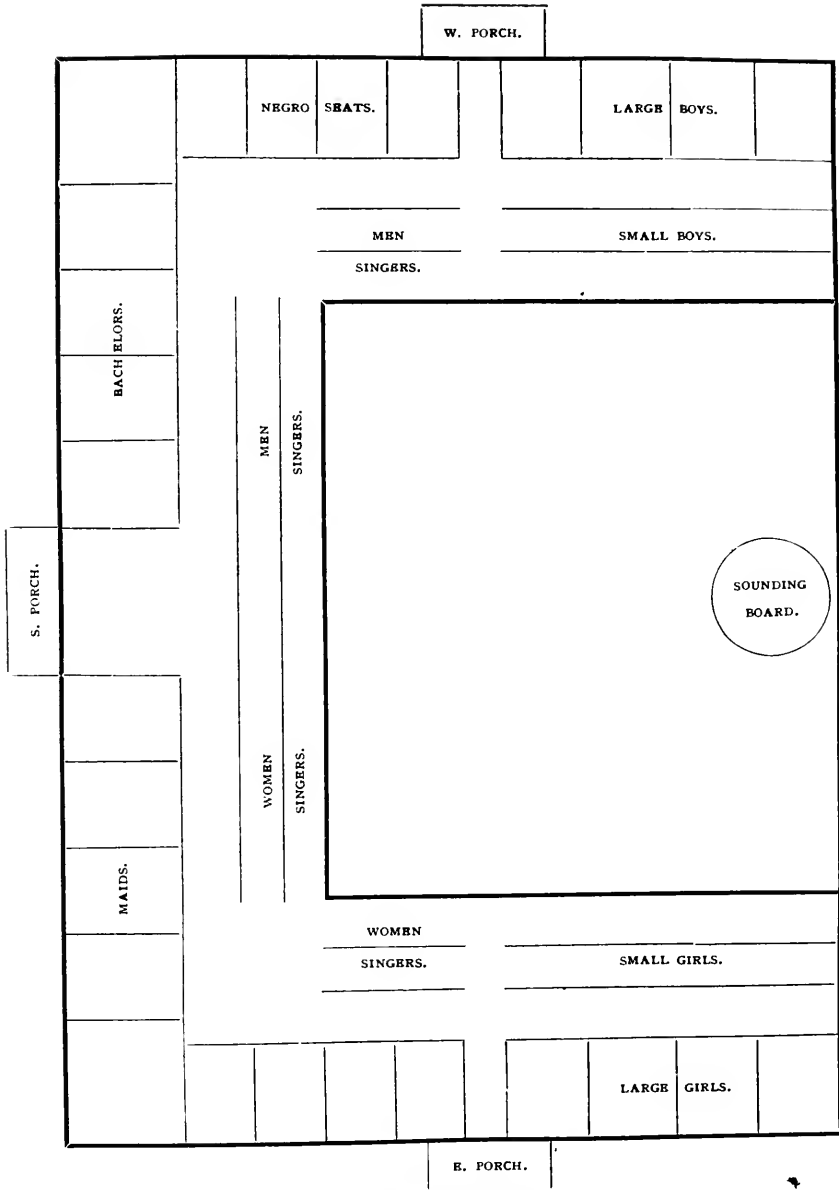 W. PORCH.
NEGRO SEATS.
LARGE BOYS.
MEN
SINGERS.
SMALL BOYS.
BACHELORS.
MEN
SINGERS.
S. PORCH.
SOUNDING
BOARD.
WOMEN
SINGERS.
MAIDS.
WOMEN
SINGERS.
SMALL GIRLS.
LARGE GIRLS.
E. PORCH.